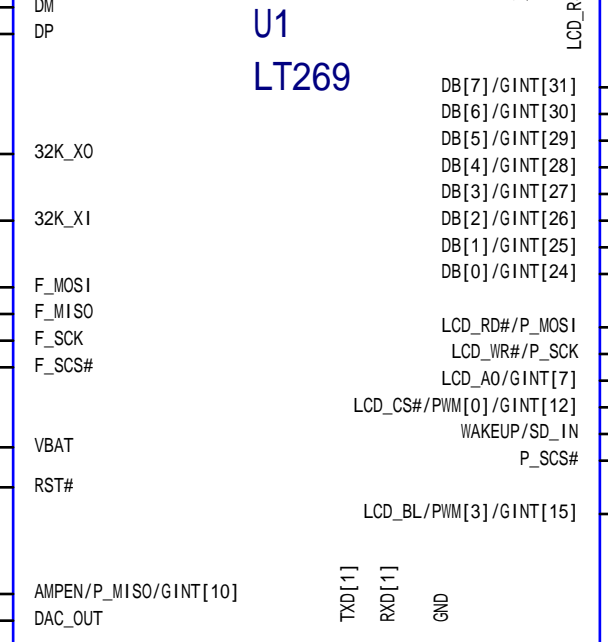 DM
DP
U1
LT269
LCD_R
DB[7]/GINT[31]
DB[6]/GINT[30]
DB[5]/GINT[29]
DB[4]/GINT[28]
DB[3]/GINT[27]
DB[2]/GINT[26]
DB[1]/GINT[25]
DB[0]/GINT[24]
32K_XO
32K_XI
F_MOSI
F_MISO
F_SCK
F_SCS#
LCD_RD#/P_MOSI
LCD_WR#/P_SCK
LCD_A0/GINT[7]
LCD_CS#/PWM[0]/GINT[12]
WAKEUP/SD_IN
P_SCS#
VBAT
RST#
LCD_BL/PWM[3]/GINT[15]
AMPEN/P_MISO/GINT[10]
DAC_OUT
TXD[1]
RXD[1]
GND